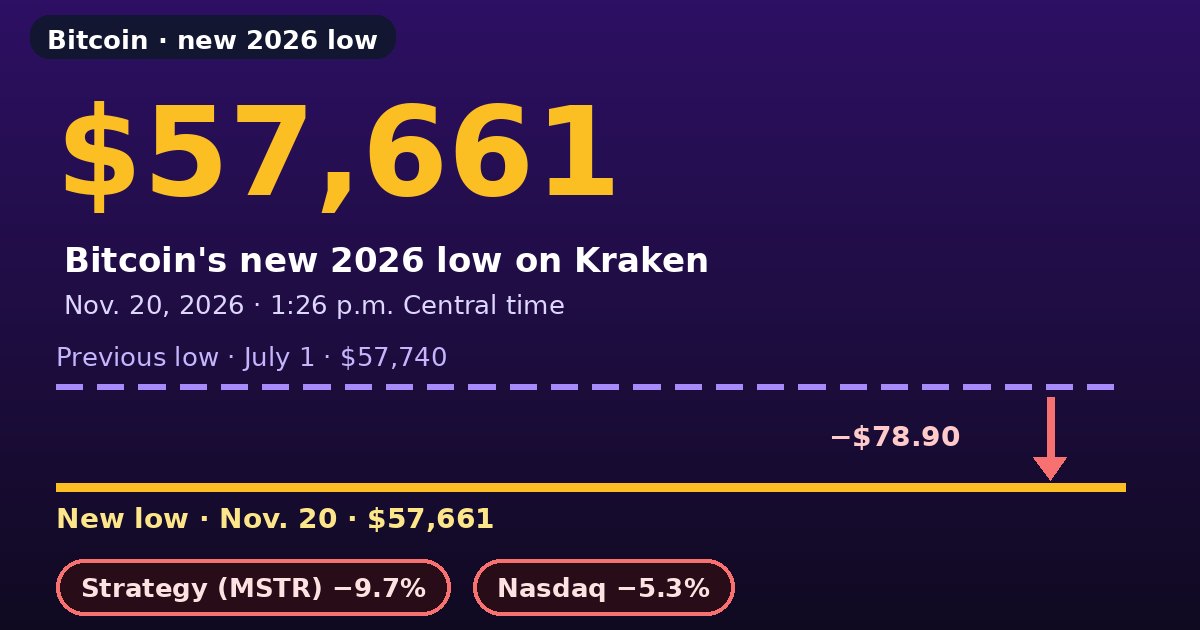 Bitcoin · new 2026 low
$57,661
Bitcoin's new 2026 low on Kraken
Nov. 20, 2026 · 1:26 p.m. Central time
Previous low · July 1 · $57,740
−$78.90
New low · Nov. 20 · $57,661
Strategy (MSTR) −9.7%
Nasdaq −5.3%